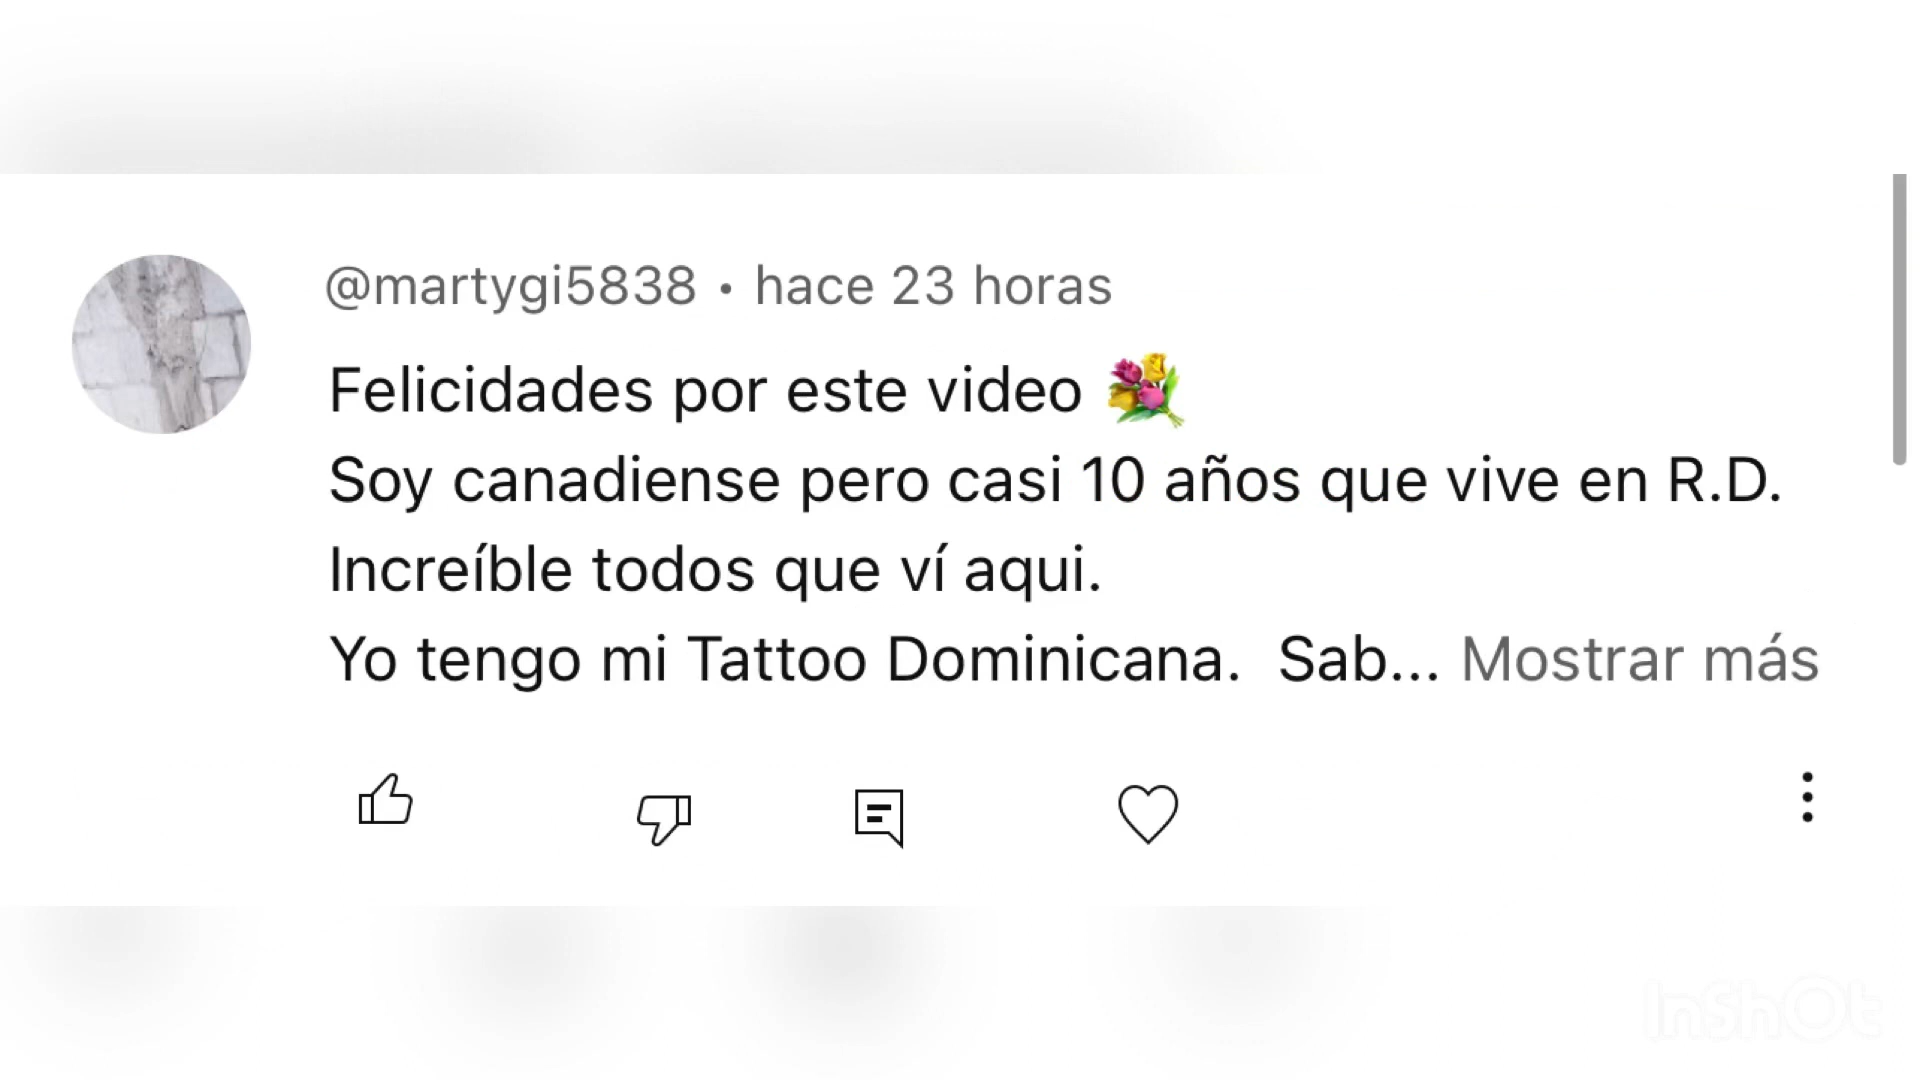 @martygi5838 • hace 23 horas
Felicidades por este video 💐
Soy canadiense pero casi 10 años que vive en R.D.
Increíble todos que ví aqui.
Yo tengo mi Tattoo Dominicana.  Sab... Mostrar más
InShOt